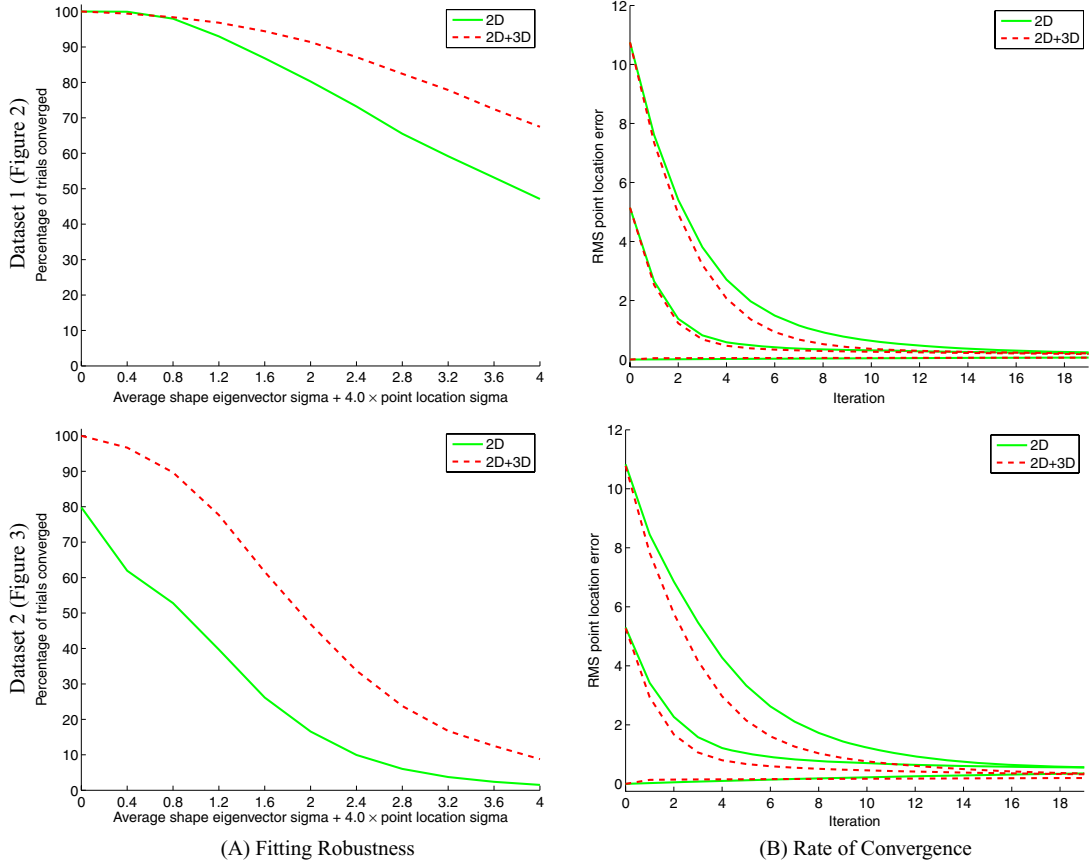 100
90
80
70
60
50
40
30
20
10
0
0 0.4 0.8 1.2 1.6 2 2.4 2.8 3.2 3.6 4
Dataset 1 (Figure 2)
Percentage of trials converged
Average shape eigenvector sigma + 4.0 × point location sigma
2D
2D+3D
12
10
8
6
4
2
0
0 2 4 6 8 10 12 14 16 18
RMS point location error
Iteration
2D
2D+3D
100
90
80
70
60
50
40
30
20
10
0
0 0.4 0.8 1.2 1.6 2 2.4 2.8 3.2 3.6 4
Dataset 2 (Figure 3)
Percentage of trials converged
Average shape eigenvector sigma + 4.0 × point location sigma
2D
2D+3D
12
10
8
6
4
2
0
0 2 4 6 8 10 12 14 16 18
RMS point location error
Iteration
2D
2D+3D
(A) Fitting Robustness
(B) Rate of Convergence